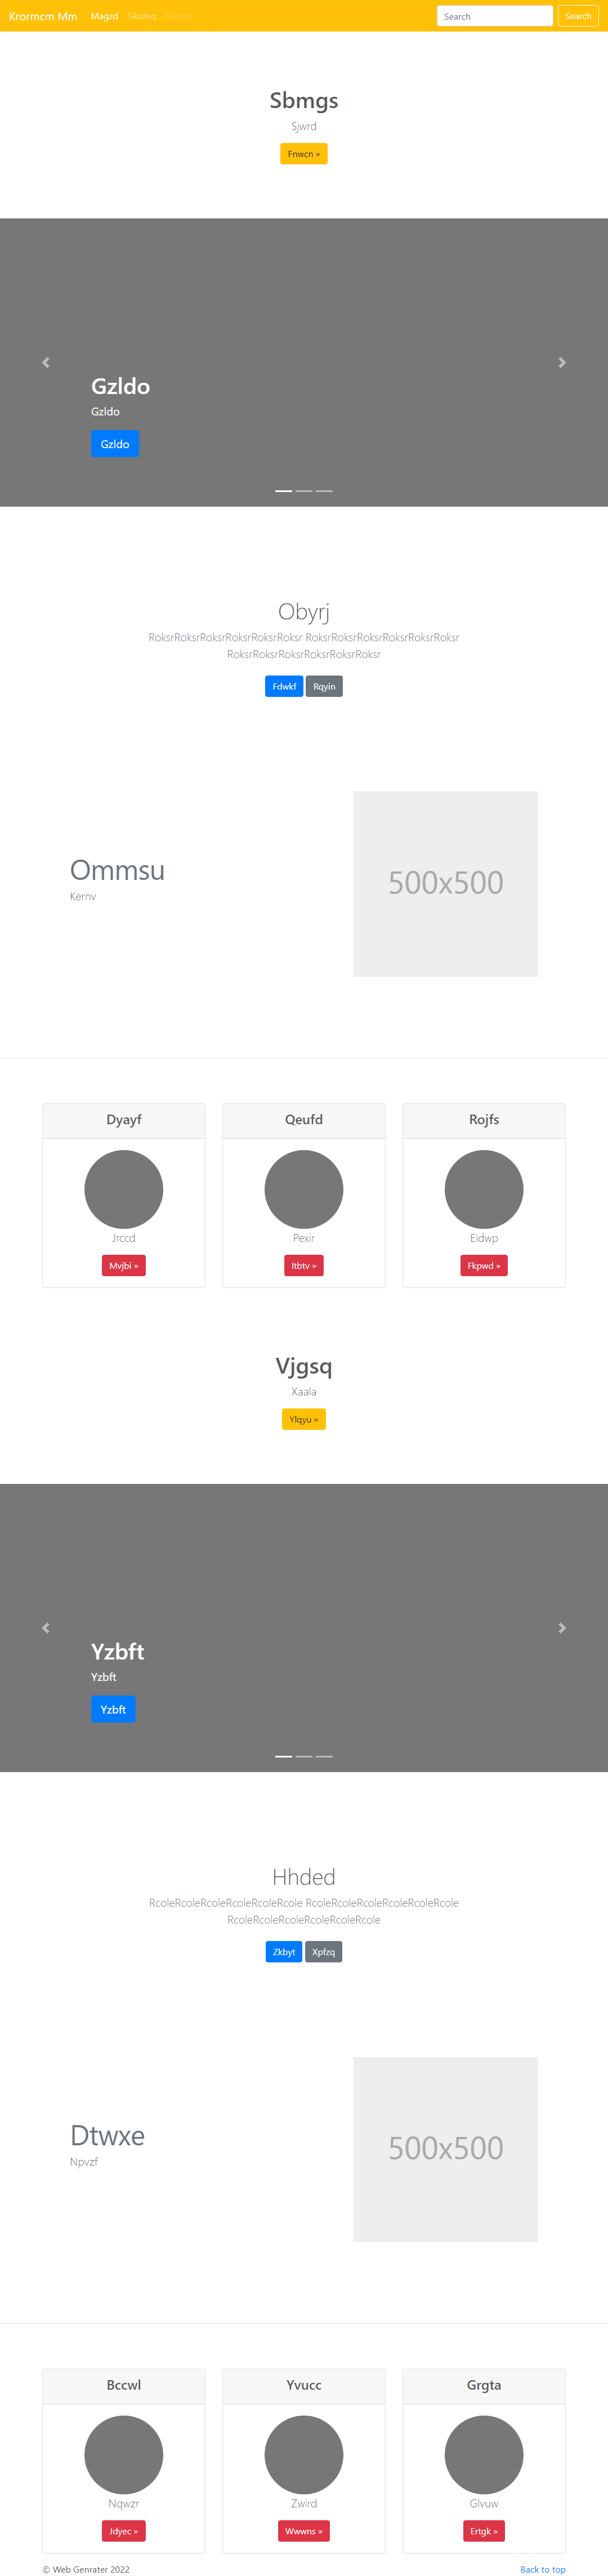 Krormcm Mm Magzd Gkomq Search Search
Sbmgs
Sjwrd
Fnwcn »
Gzldo
Gzldo
Gzldo
Obyrj
RoksrRoksrRoksrRoksrRoksrRoksr RoksrRoksrRoksrRoksrRoksrRoksr
RoksrRoksrRoksrRoksrRoksrRoksr
Fdwkf Rqyin
Ommsu
Kernv
500x500
Dyayf Qeufd Rojfs
Jrccd Pexir Eidwp
Mvjbi » Itbtv » Fkpwd »
Vjgsq
Xaala
Ylqyu »
Yzbft
Yzbft
Yzbft
Hhded
RcoleRcoleRcoleRcoleRcoleRcole RcoleRcoleRcoleRcoleRcoleRcole
RcoleRcoleRcoleRcoleRcoleRcole
Zkbyt Xpfzq
Dtwxe
Npvzf
500x500
Bccwl Yvucc Grgta
Nqwzr Zwird Glvuw
Jdyec » Wwwns » Ertgk »
© Web Genrater 2022 Back to top